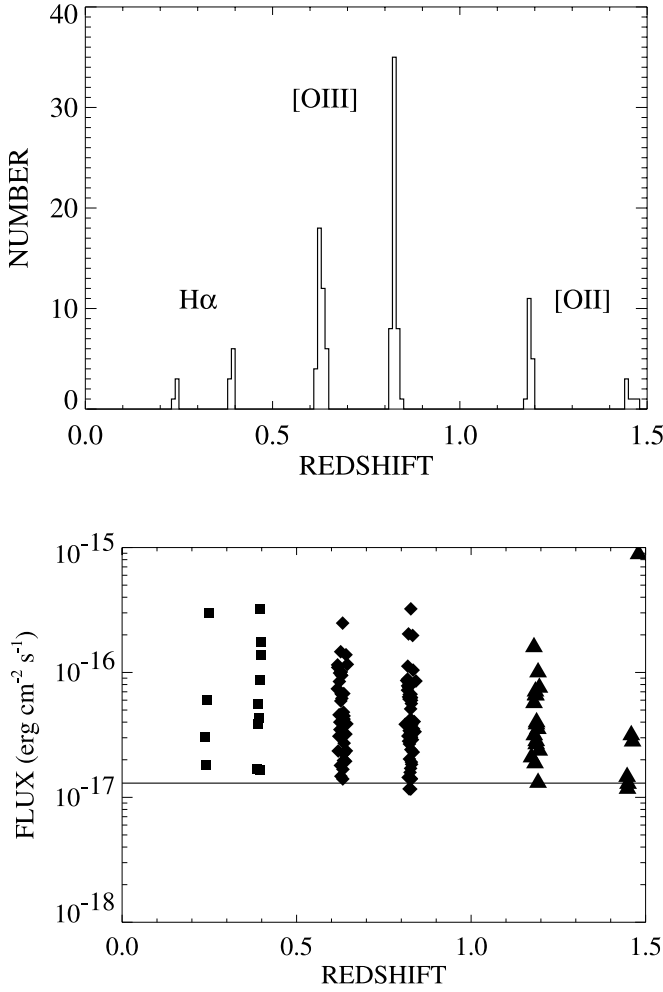 40
30
20
10
0
NUMBER
[OIII]
Hα
[OII]
0.0 0.5 1.0 1.5
REDSHIFT
10⁻¹⁵
10⁻¹⁶
10⁻¹⁷
10⁻¹⁸
FLUX (erg cm⁻² s⁻¹)
0.0 0.5 1.0 1.5
REDSHIFT